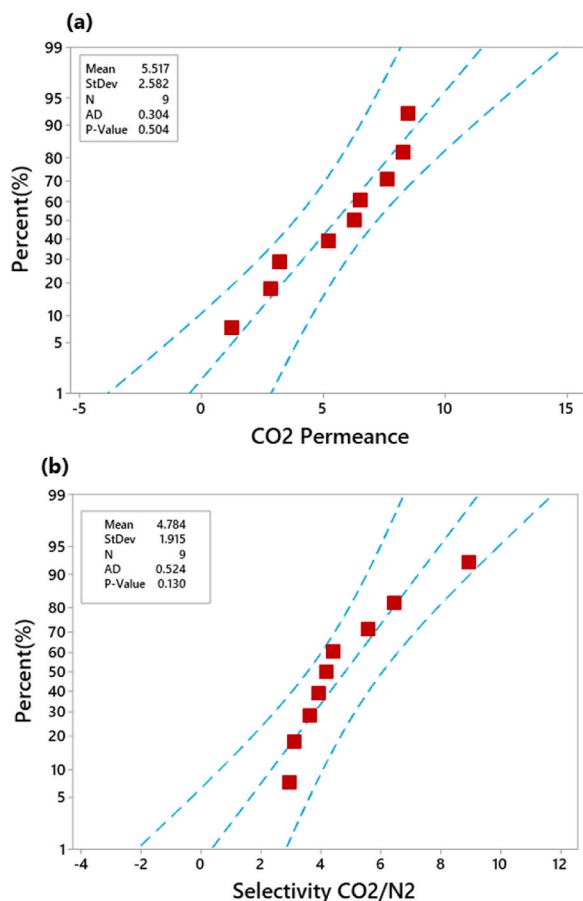 (a)
99
95
90
80
70
60
50
40
30
20
10
5
1
Percent(%)
Mean 5.517
StDev 2.582
N 9
AD 0.304
P-Value 0.504
-5 0 5 10 15
CO2 Permeance
(b)
99
95
90
80
70
60
50
40
30
20
10
5
1
Percent(%)
Mean 4.784
StDev 1.915
N 9
AD 0.524
P-Value 0.130
-4 -2 0 2 4 6 8 10 12
Selectivity CO2/N2